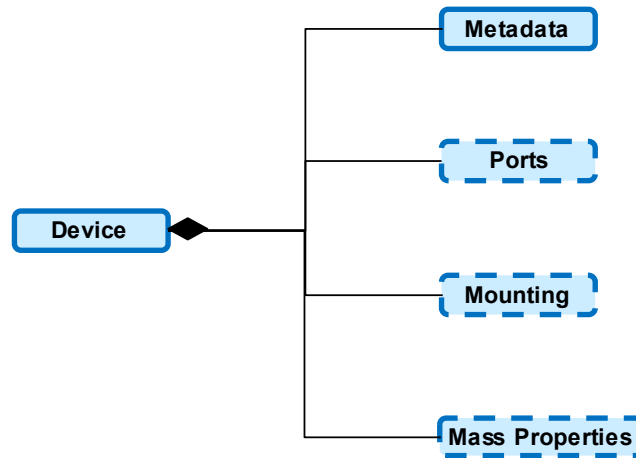 Metadata
Ports
Device
Mounting
Mass Properties